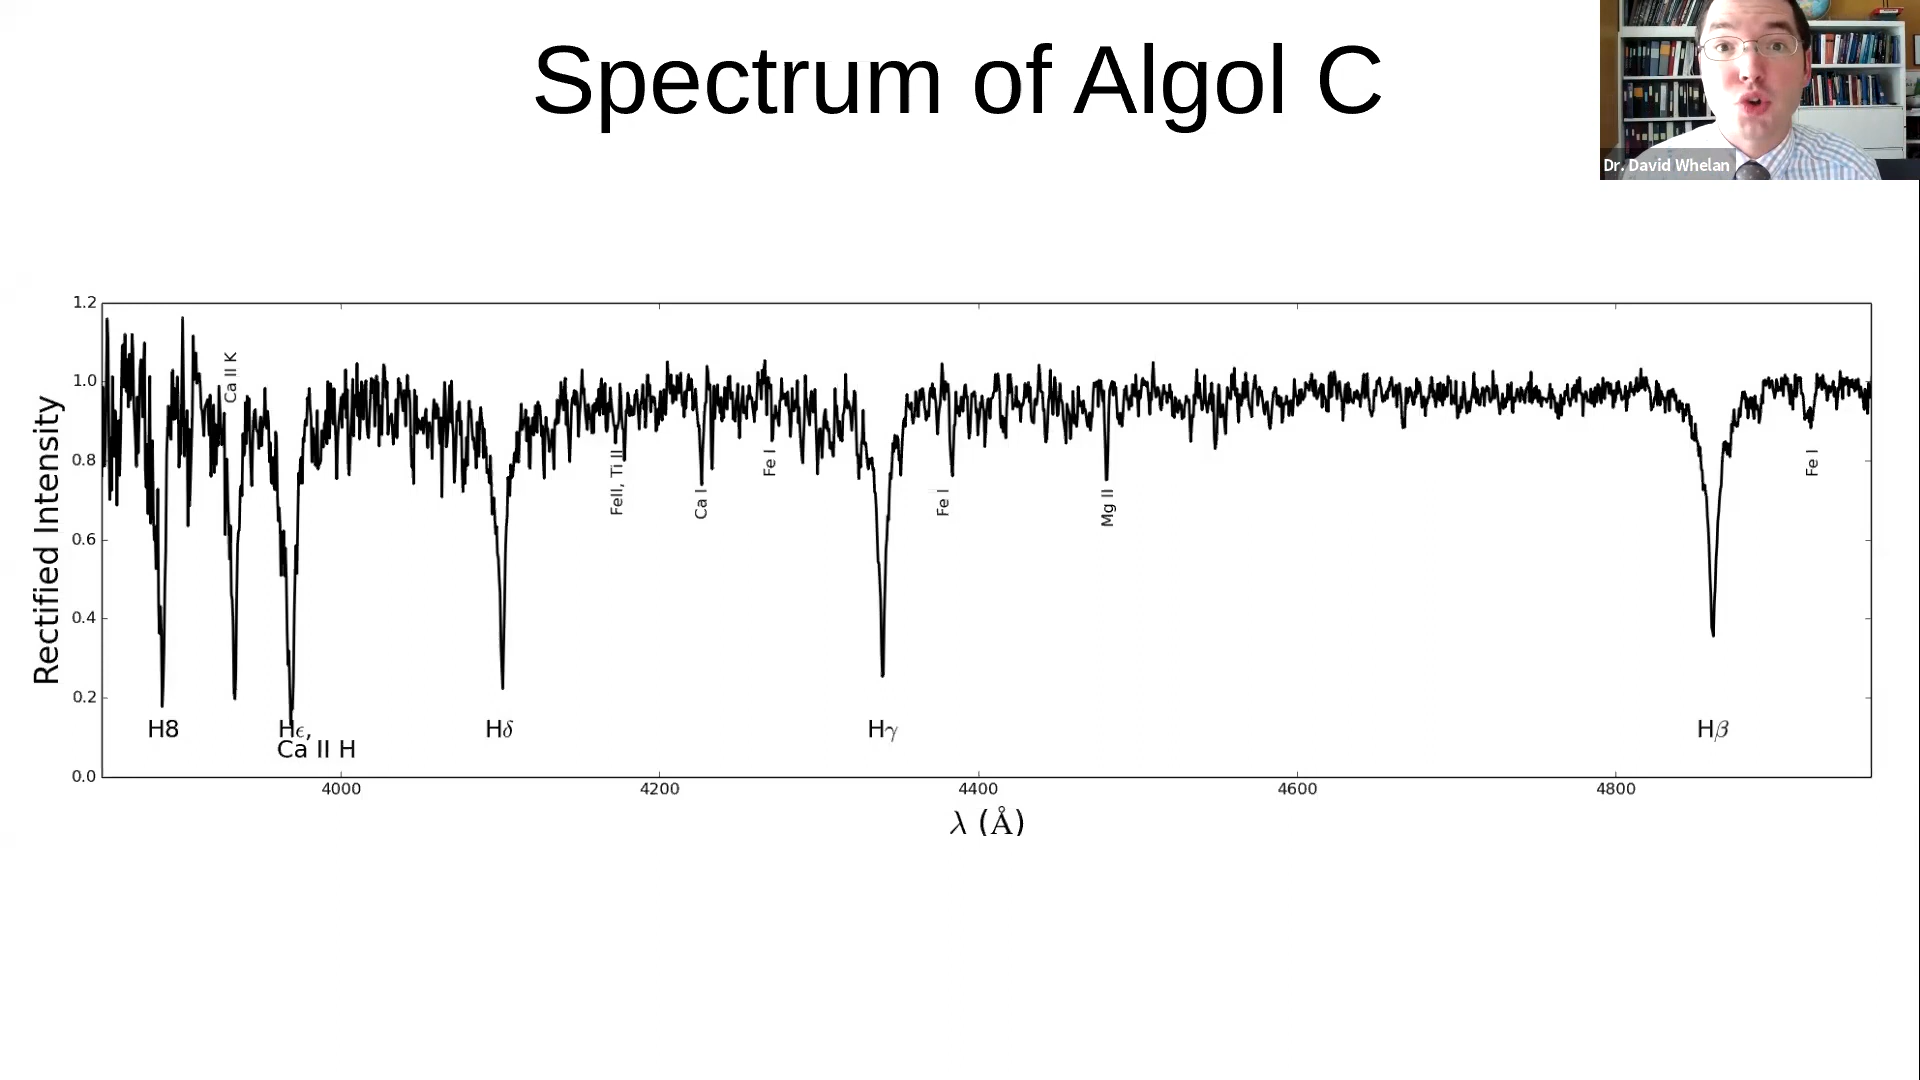 Spectrum of Algol C
Dr. David Whelan
Rectified Intensity
1.2
1.0
0.8
0.6
0.4
0.2
0.0
Ca II K
FeII, Ti II
Ca I
Fe I
Fe I
Mg II
Fe I
H8
Hϵ,
Ca II H
Hδ
Hγ
Hβ
4000
4200
4400
4600
4800
λ (Å)